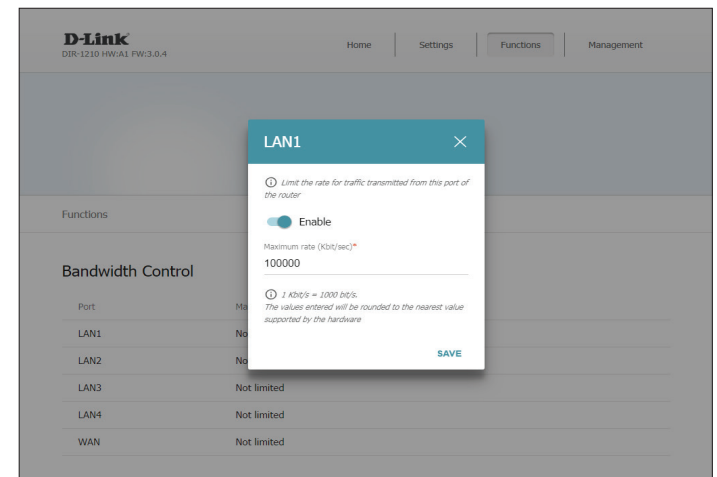 D-Link
DIR-1210 HW:A1 FW:3.0.4
Home
Settings
Functions
Management
LAN1
Limit the rate for traffic transmitted from this port of
the router
Enable
Maximum rate (Kbit/sec)*
100000
1 Kbit/s = 1000 bit/s.
The values entered will be rounded to the nearest value
supported by the hardware
SAVE
Functions
Bandwidth Control
Port
LAN1
LAN2
LAN3 Not limited
LAN4 Not limited
WAN Not limited